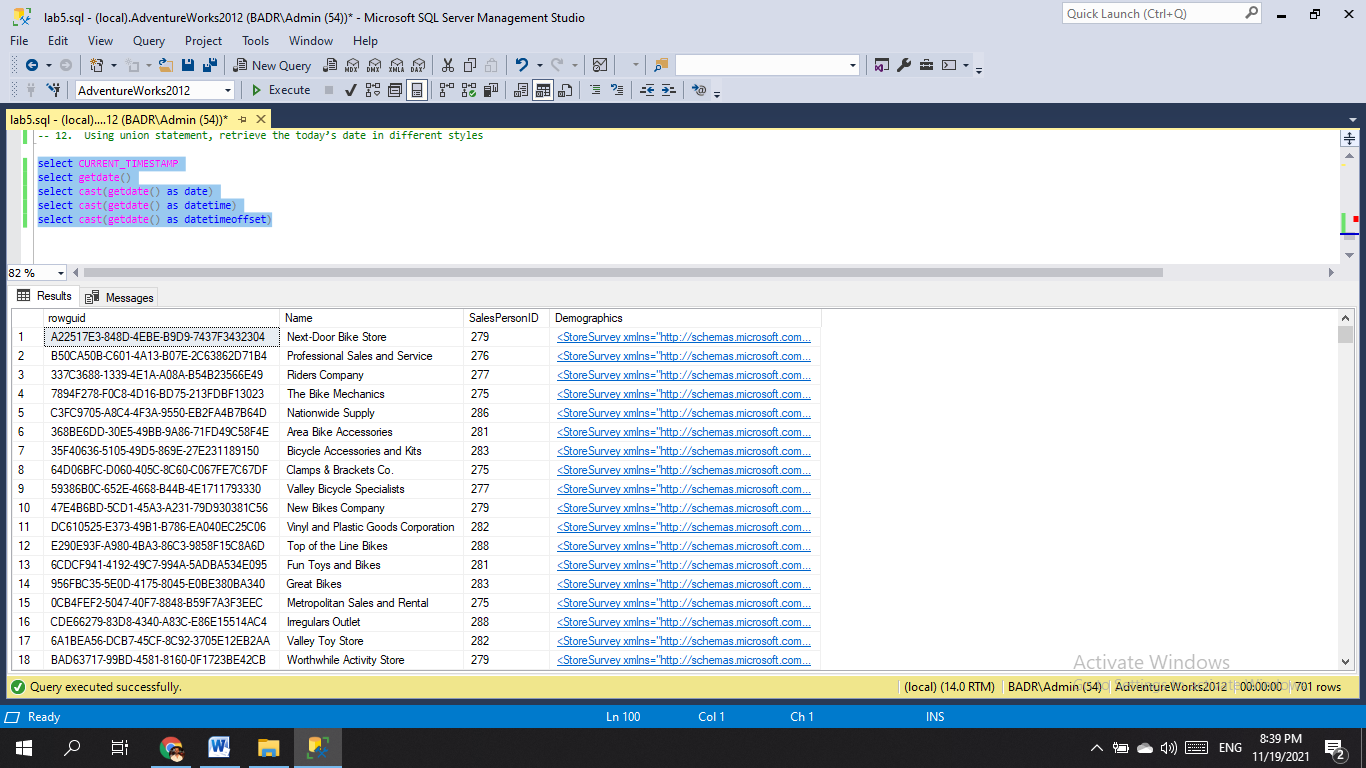 lab5.sql - (local).AdventureWorks2012 (BADR\Admin (54))* - Microsoft SQL Server Management Studio
Quick Launch (Ctrl+Q)
File Edit View Query Project Tools Window Help
New Query MDX DMX XMLA DAX
AdventureWorks2012 Execute
lab5.sql - (local)....12 (BADR\Admin (54))*
-- 12. Using union statement, retrieve the today’s date in different styles
select CURRENT_TIMESTAMP
select getdate()
select cast(getdate() as date)
select cast(getdate() as datetime)
select cast(getdate() as datetimeoffset)
82 %
Results Messages
rowguid Name SalesPersonID Demographics
1 A22517E3-848D-4EBE-B9D9-7437F3432304 Next-Door Bike Store 279 <StoreSurvey xmlns="http://schemas.microsoft.com...
2 B50CA50B-C601-4A13-B07E-2C63862D71B4 Professional Sales and Service 276 <StoreSurvey xmlns="http://schemas.microsoft.com...
3 337C3688-1339-4E1A-A08A-B54B23566E49 Riders Company 277 <StoreSurvey xmlns="http://schemas.microsoft.com...
4 7894F278-F0C8-4D16-BD75-213FDBF13023 The Bike Mechanics 275 <StoreSurvey xmlns="http://schemas.microsoft.com...
5 C3FC9705-A8C4-4F3A-9550-EB2FA4B7B64D Nationwide Supply 286 <StoreSurvey xmlns="http://schemas.microsoft.com...
6 368BE6DD-30E5-49BB-9A86-71FD49C58F4E Area Bike Accessories 281 <StoreSurvey xmlns="http://schemas.microsoft.com...
7 35F40636-5105-49D5-869E-27E231189150 Bicycle Accessories and Kits 283 <StoreSurvey xmlns="http://schemas.microsoft.com...
8 64D06BFC-D060-405C-8C60-C067FE7C67DF Clamps & Brackets Co. 275 <StoreSurvey xmlns="http://schemas.microsoft.com...
9 59386B0C-652E-4668-B44B-4E1711793330 Valley Bicycle Specialists 277 <StoreSurvey xmlns="http://schemas.microsoft.com...
10 47E4B6BD-5CD1-45A3-A231-79D930381C56 New Bikes Company 279 <StoreSurvey xmlns="http://schemas.microsoft.com...
11 DC610525-E373-49B1-B786-EA040EC25C06 Vinyl and Plastic Goods Corporation 282 <StoreSurvey xmlns="http://schemas.microsoft.com...
12 E290E93F-A980-4BA3-86C3-9858F15C8A6D Top of the Line Bikes 288 <StoreSurvey xmlns="http://schemas.microsoft.com...
13 6CDCF941-4192-49C7-994A-5ADBA534E095 Fun Toys and Bikes 281 <StoreSurvey xmlns="http://schemas.microsoft.com...
14 956FBC35-5E0D-4175-8045-E0BE380BA340 Great Bikes 283 <StoreSurvey xmlns="http://schemas.microsoft.com...
15 0CB4FEF2-5047-40F7-8848-B59F7A3F3EEC Metropolitan Sales and Rental 275 <StoreSurvey xmlns="http://schemas.microsoft.com...
16 CDE66279-83D8-4340-A83C-E86E15514AC4 Irregulars Outlet 288 <StoreSurvey xmlns="http://schemas.microsoft.com...
17 6A1BEA56-DCB7-45CF-8C92-3705E12EB2AA Valley Toy Store 282 <StoreSurvey xmlns="http://schemas.microsoft.com...
18 BAD63717-99BD-4581-8160-0F1723BE42CB Worthwhile Activity Store 279 <StoreSurvey xmlns="http://schemas.microsoft.com...
Activate Windows
Go to Settings to activate Windows.
Query executed successfully. (local) (14.0 RTM) BADR\Admin (54) AdventureWorks2012 00:00:00 701 rows
Ready Ln 100 Col 1 Ch 1 INS
ENG 8:39 PM
11/19/2021 2